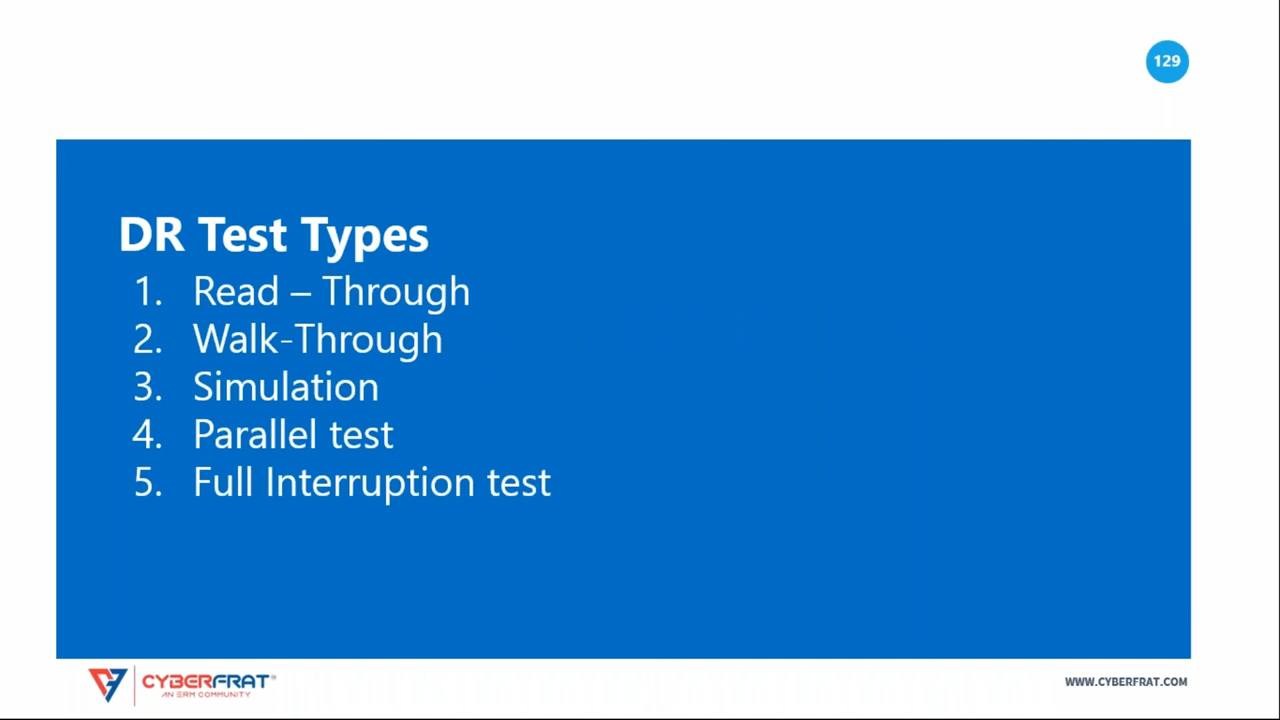 129
DR Test Types
1. Read – Through
2. Walk-Through
3. Simulation
4. Parallel test
5. Full Interruption test
CYBERFRAT®
AN ERM COMMUNITY
WWW.CYBERFRAT.COM